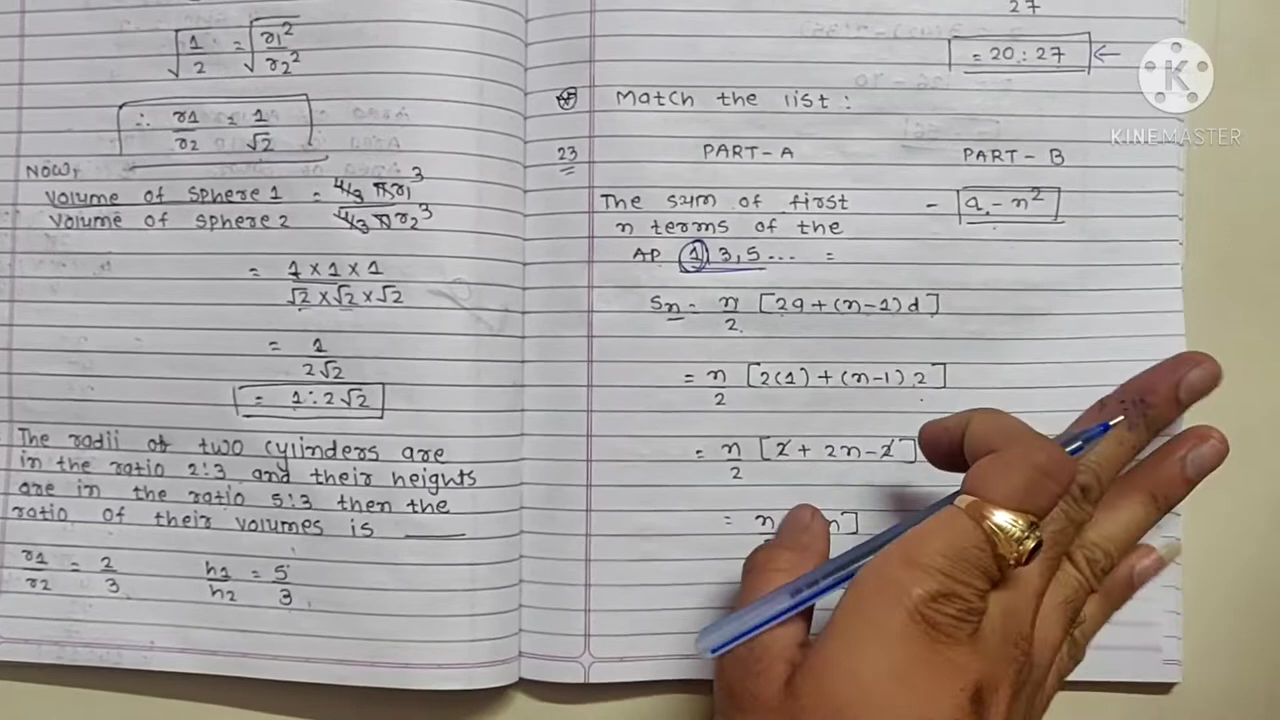 √1/2 = √r1²/r2²
∴ r1/r2 = 1/√2
Now,
Volume of sphere 1 = 4/3 πr1³
Volume of sphere 2   4/3 πr2³
= 1×1×1
√2×√2×√2
= 1
2√2
= 1:2√2
The radii of two cylinders are
in the ratio 2:3 and their heights
are in the ratio 5:3 then the
ratio of their volumes is ___
r1/r2 = 2/3   h1/h2 = 5/3
27
= 20:27 ←
Match the list:
23 PART-A PART-B
The sum of first - a - n²
n terms of the
AP 1, 3, 5... =
Sn = n/2 [2a+(n-1)d]
= n/2 [2(1)+(n-1)2]
= n/2 [2+2n-2]
= n n]
K
KINEMASTER